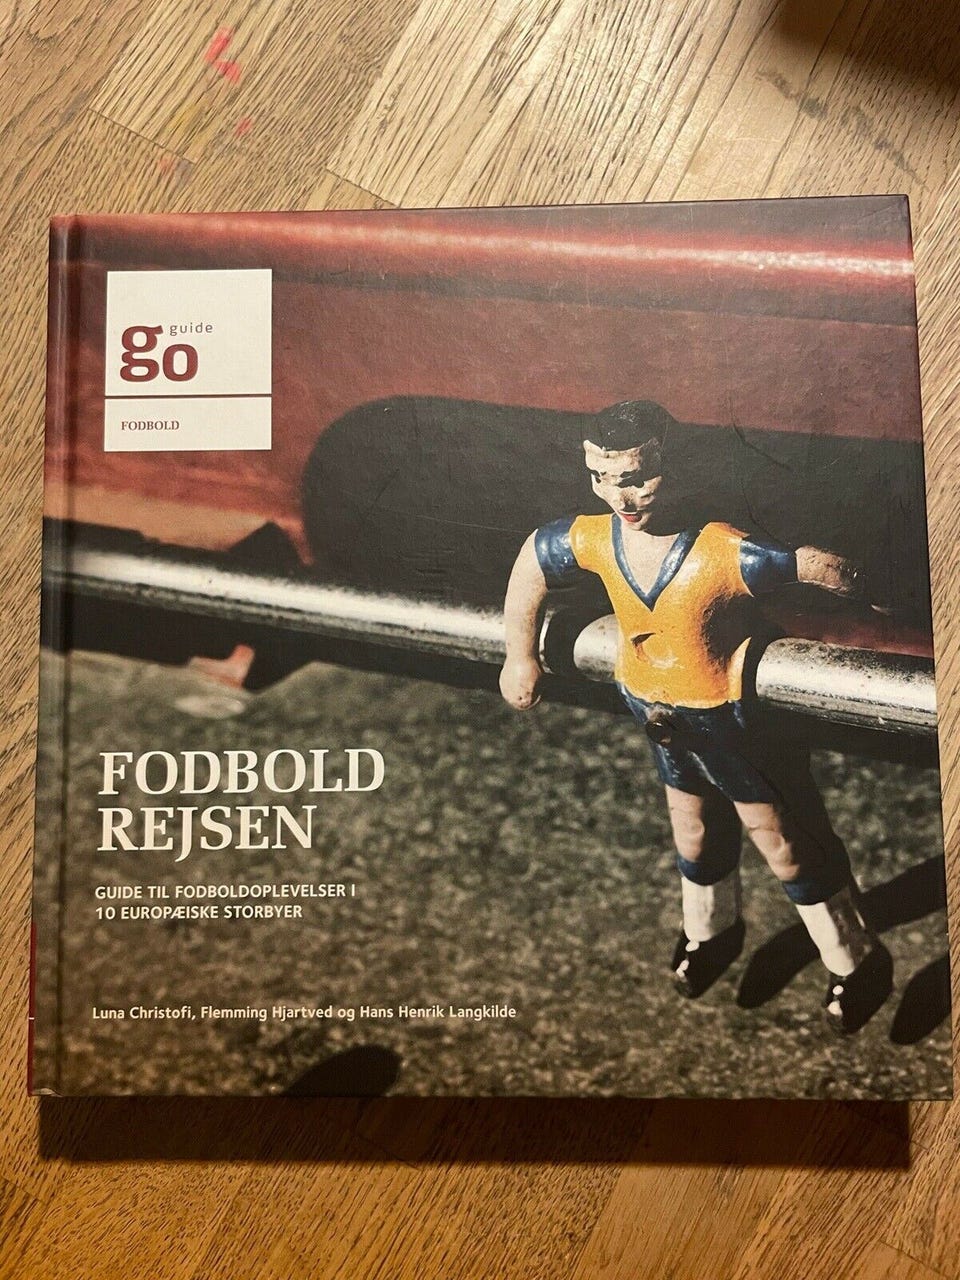 guide
go
FODBOLD
FODBOLD
REJSEN
GUIDE TIL FODBOLDOPLEVELSER I
10 EUROPÆISKE STORBYER
Luna Christofi, Flemming Hjartved og Hans Henrik Langkilde